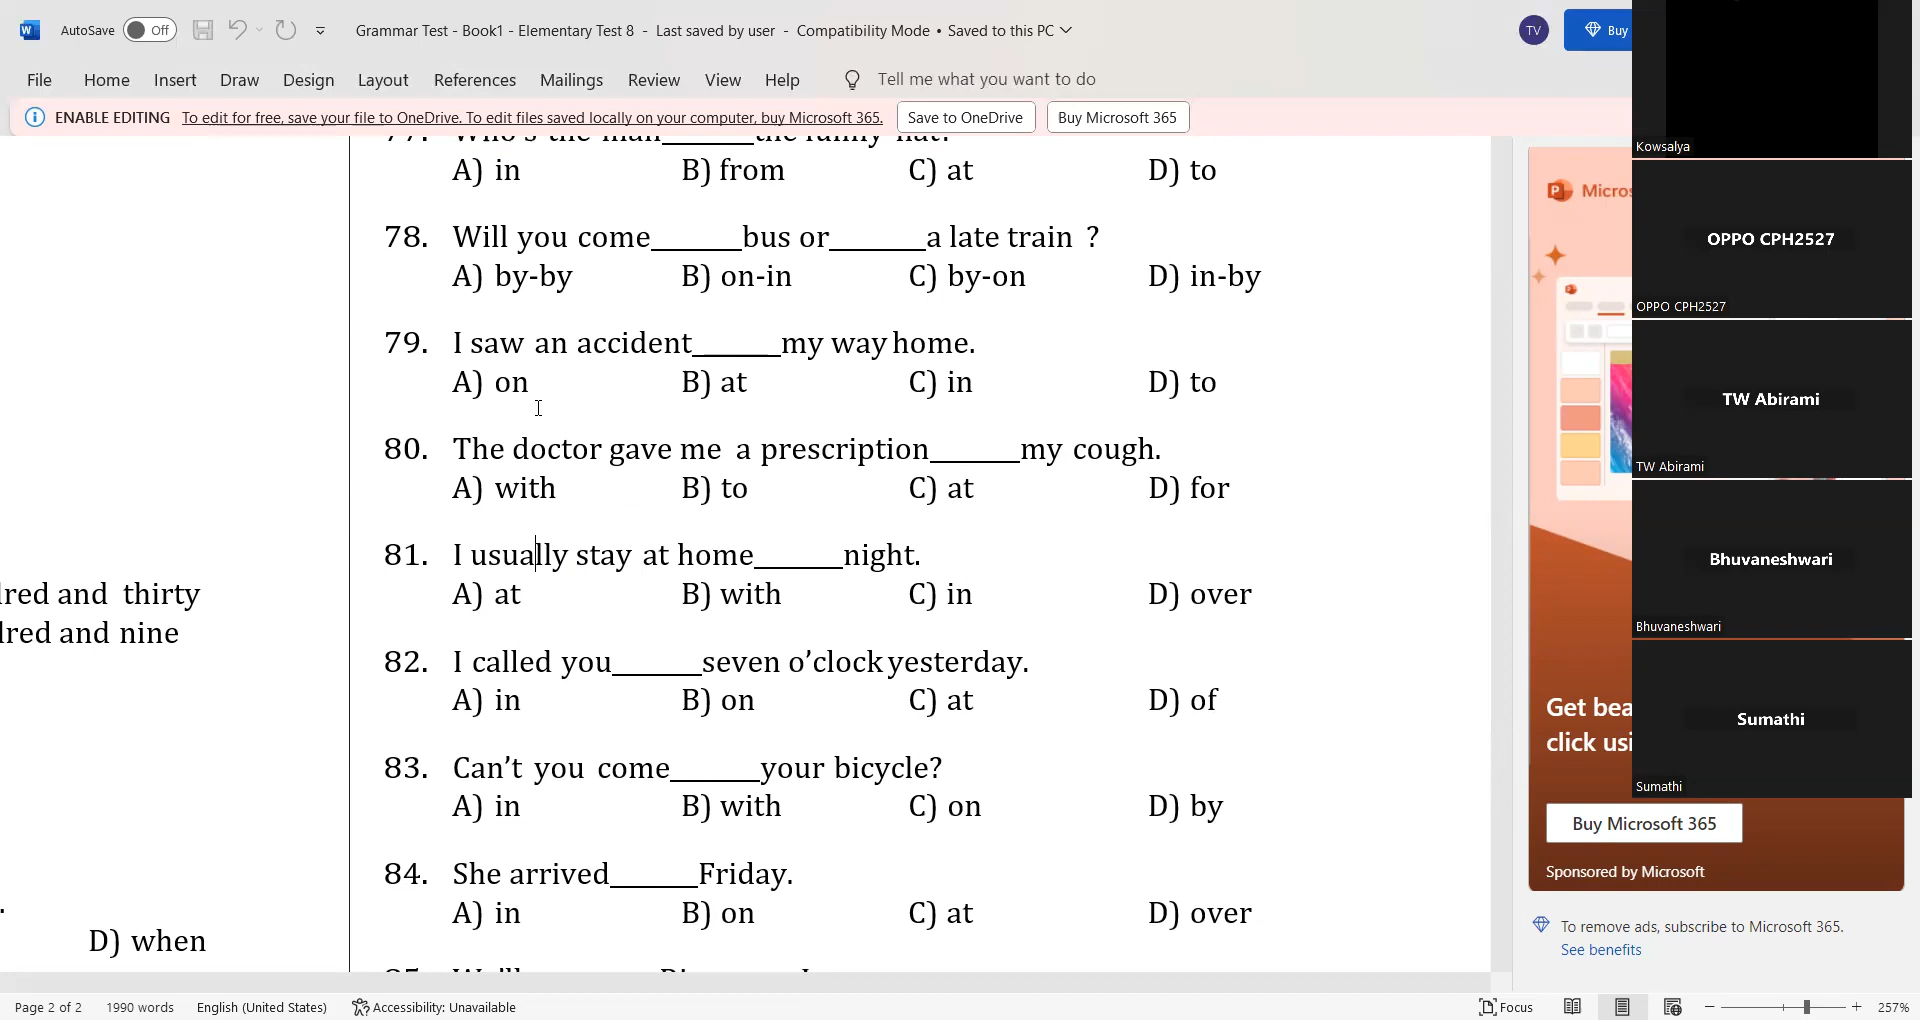 AutoSave Off Grammar Test - Book1 - Elementary Test 8 - Last saved by user - Compatibility Mode • Saved to this PC TV Buy
File Home Insert Draw Design Layout References Mailings Review View Help Tell me what you want to do
ENABLE EDITING To edit for free, save your file to OneDrive. To edit files saved locally on your computer, buy Microsoft 365. Save to OneDrive Buy Microsoft 365
77. Who's the man______the funny hat?
A) in B) from C) at D) to
78. Will you come______bus or______a late train ?
A) by-by B) on-in C) by-on D) in-by
79. I saw an accident______my way home.
A) on B) at C) in D) to
80. The doctor gave me a prescription______my cough.
A) with B) to C) at D) for
81. I usually stay at home______night.
A) at B) with C) in D) over
82. I called you______seven o’clock yesterday.
A) in B) on C) at D) of
83. Can’t you come______your bicycle?
A) in B) with C) on D) by
84. She arrived______Friday.
A) in B) on C) at D) over
and thirty
and nine
D) when
Kowsalya
OPPO CPH2527
OPPO CPH2527
TW Abirami
TW Abirami
Bhuvaneshwari
Bhuvaneshwari
Sumathi
Sumathi
Buy Microsoft 365
Sponsored by Microsoft
To remove ads, subscribe to Microsoft 365.
See benefits
Page 2 of 2 1990 words English (United States) Accessibility: Unavailable Focus 257%